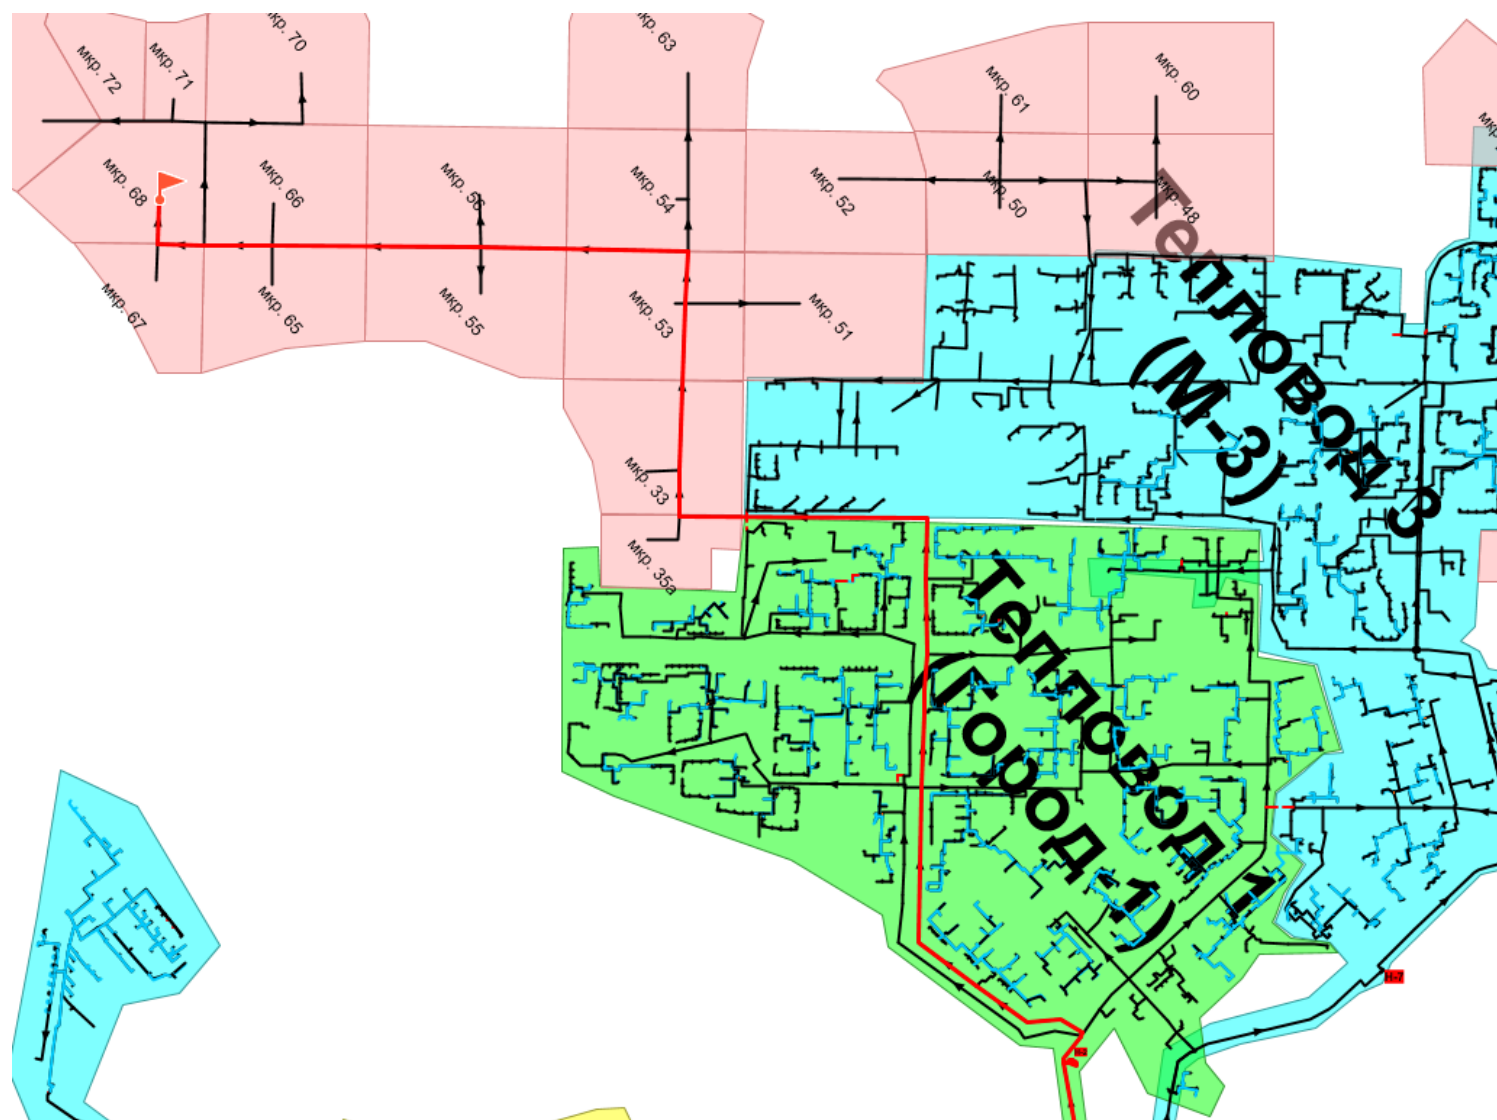 мкр. 70
мкр. 63
мкр. 72
мкр. 71
мкр. 61
мкр. 60
мкр.
мкр. 68
мкр. 66
мкр. 56
мкр. 54
мкр. 52
мкр. 50
мкр. 48
мкр. 67
мкр. 65
мкр. 55
мкр. 53
мкр. 51
Тепловод 3
(М-3)
мкр. 33
мкр. 35а
Тепловод 1
(Город-1)
Н-7